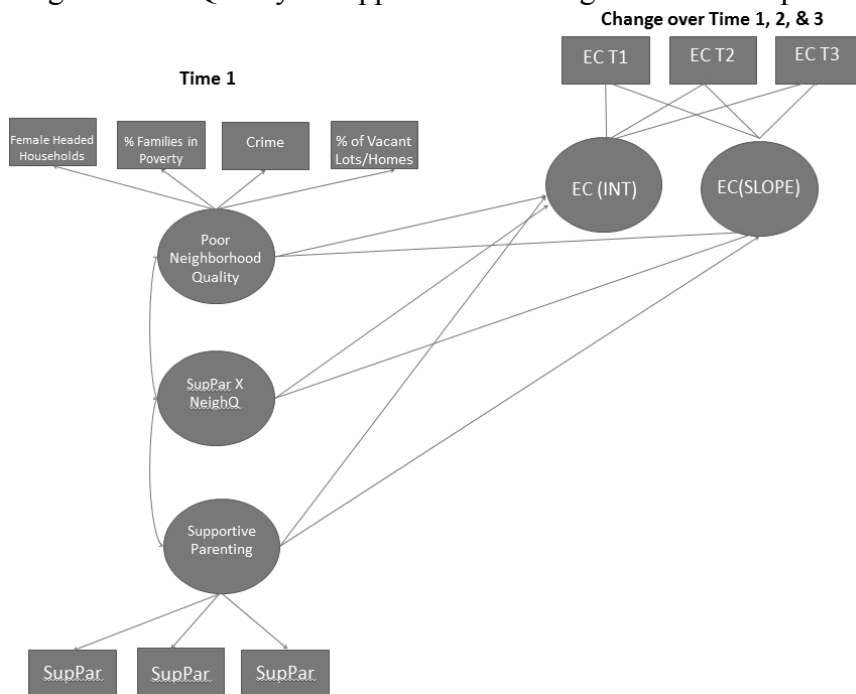 Change over Time 1, 2, & 3
EC T1
EC T2
EC T3
Time 1
Female Headed
Households
% Families in
Poverty
Crime
% of Vacant
Lots/Homes
EC (INT)
EC(SLOPE)
Poor
Neighborhood
Quality
SupPar X
NeighQ
Supportive
Parenting
SupPar
SupPar
SupPar